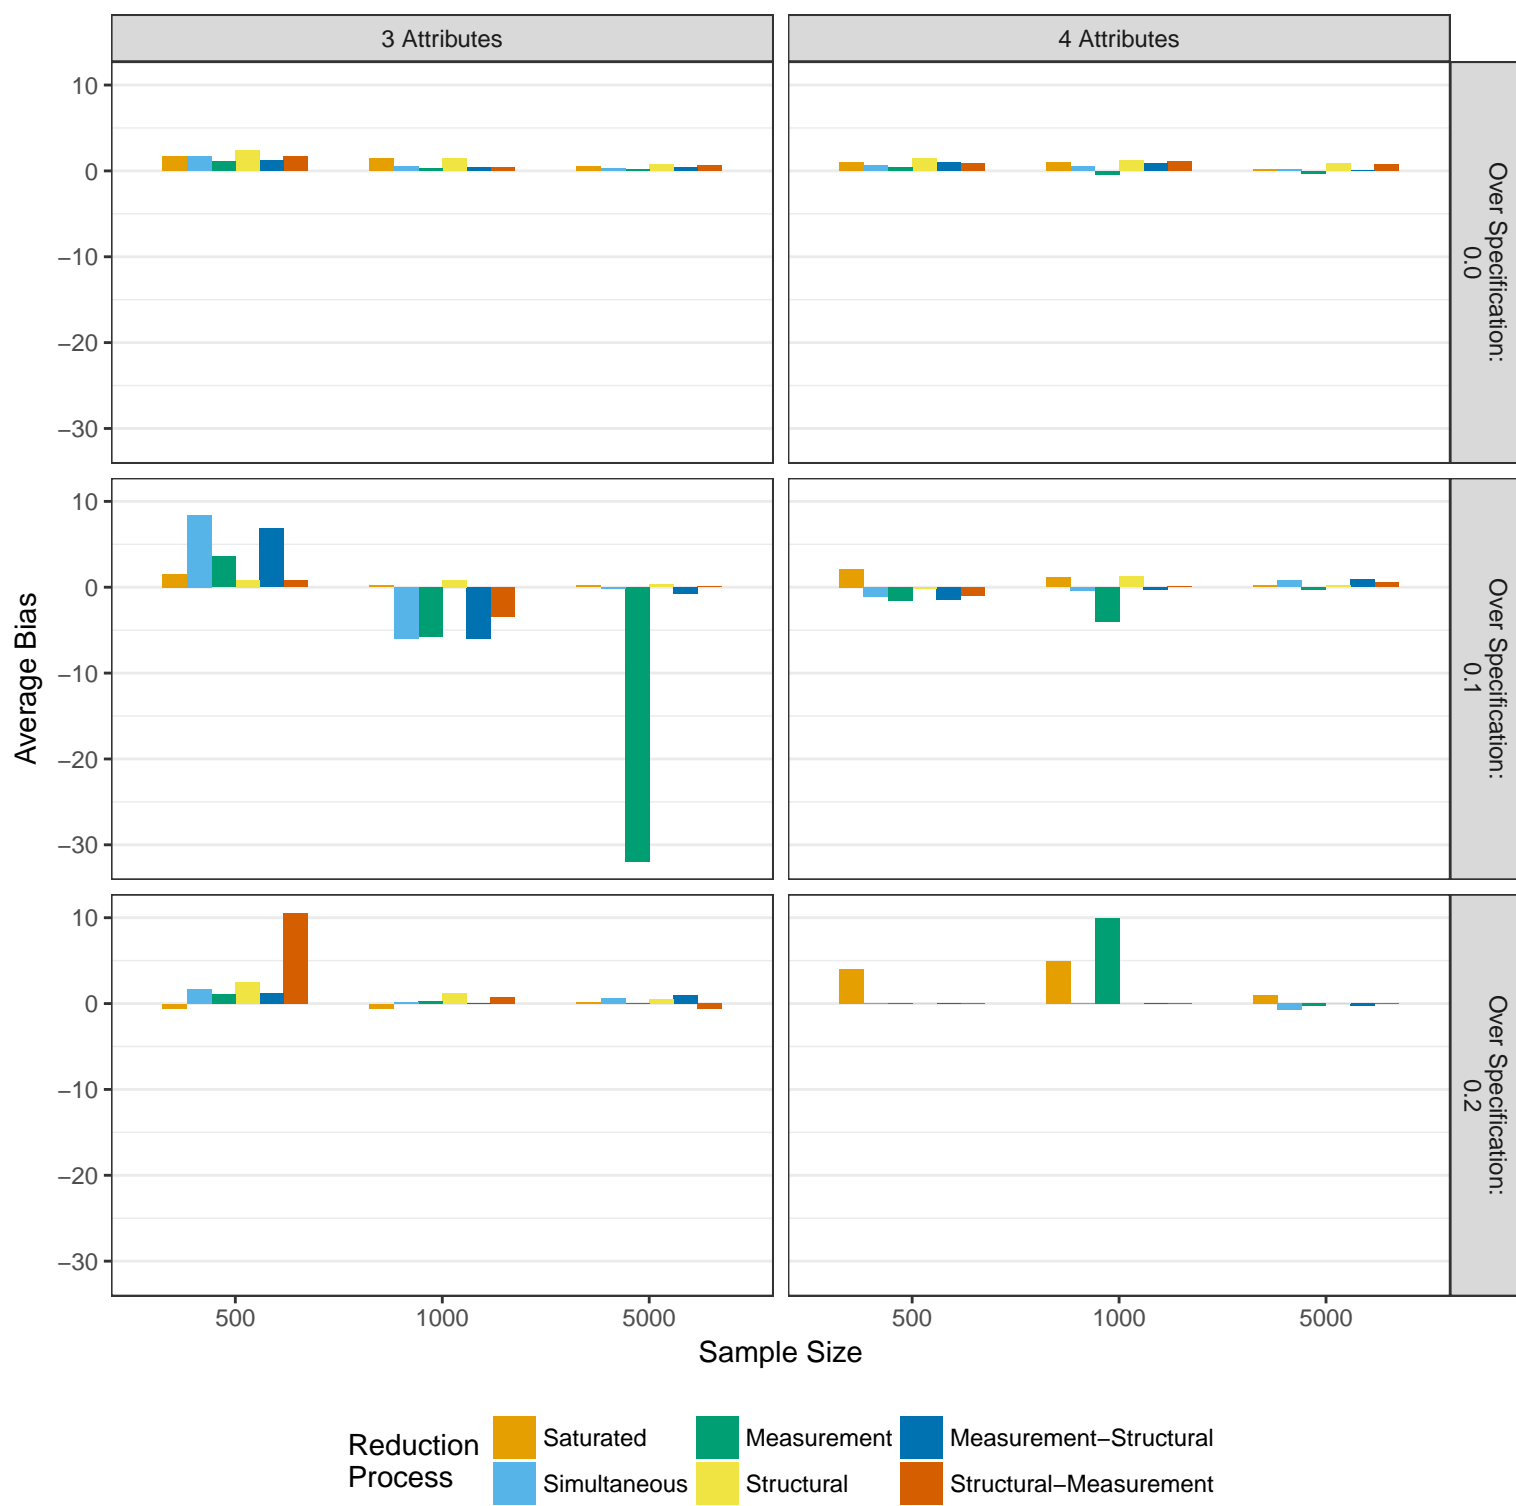 3 Attributes
4 Attributes
10
0
−10
−20
−30
Over Specification:
0.0
Average Bias
10
0
−10
−20
−30
Over Specification:
0.1
10
0
−10
−20
−30
Over Specification:
0.2
500
1000
5000
500
1000
5000
Sample Size
Reduction
Process
Saturated
Measurement
Measurement−Structural
Simultaneous
Structural
Structural−Measurement